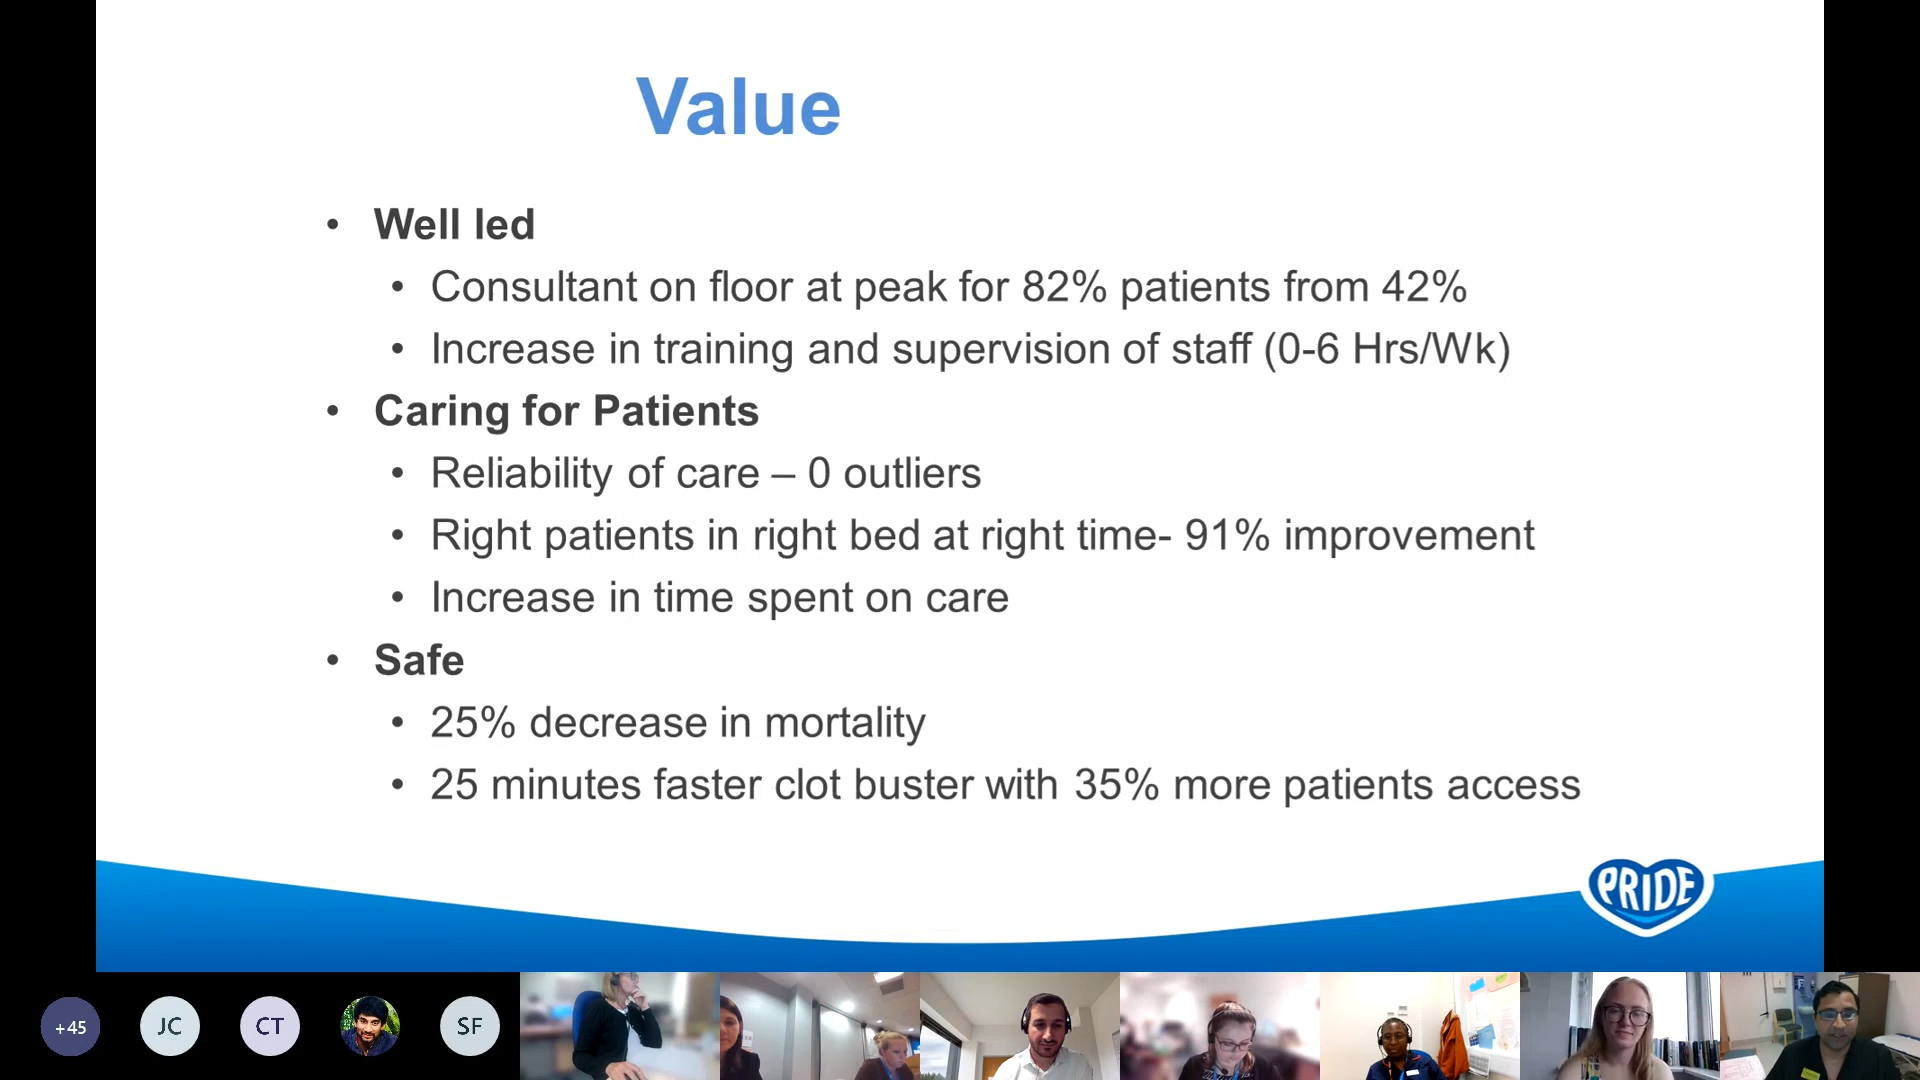 Value
• Well led
• Consultant on floor at peak for 82% patients from 42%
• Increase in training and supervision of staff (0-6 Hrs/Wk)
• Caring for Patients
• Reliability of care – 0 outliers
• Right patients in right bed at right time- 91% improvement
• Increase in time spent on care
• Safe
• 25% decrease in mortality
• 25 minutes faster clot buster with 35% more patients access
PRIDE
+45 JC CT SF